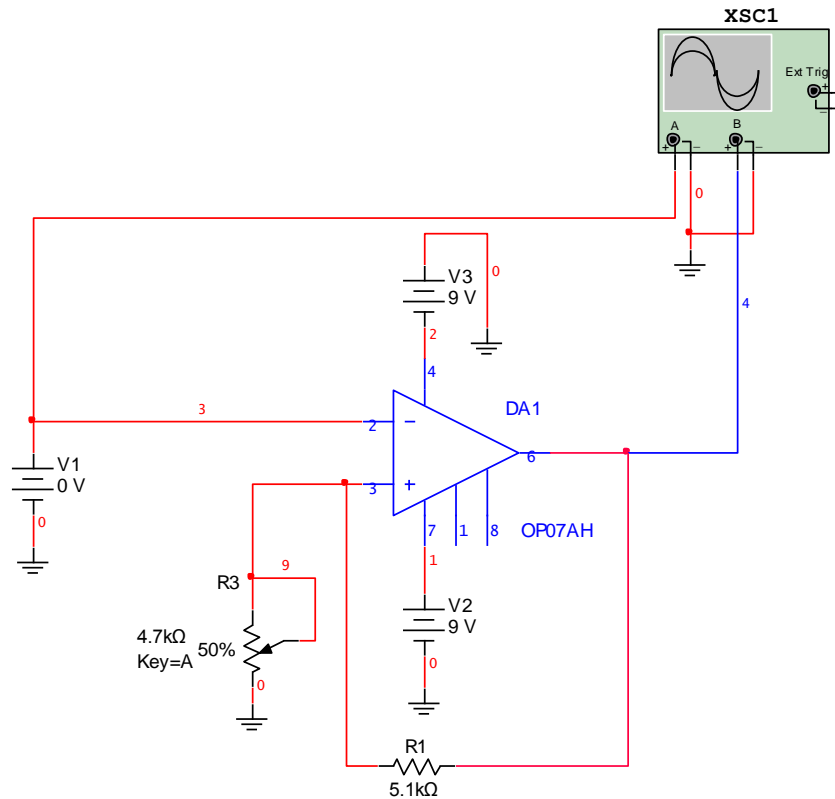 XSC1
Ext Trig
+
−
A
B
+
−
+
−
0
V3
9 V
0
2
4
4
3
DA1
2
−
6
V1
0 V
3
+
0
7
1
8
OP07AH
1
9
R3
V2
9 V
4.7kΩ
50%
Key=A
0
0
R1
5.1kΩ